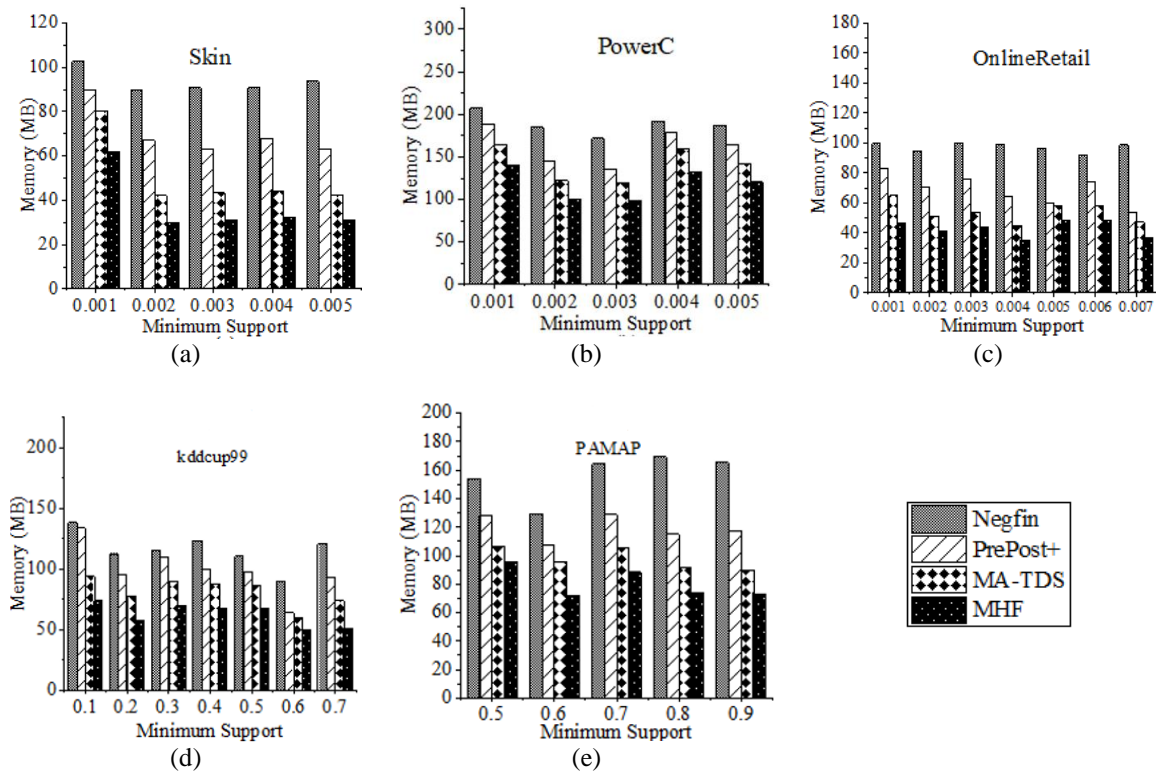 Skin
Memory (MB)
120
100
80
60
40
20
0
0.001 0.002 0.003 0.004 0.005
Minimum Support
(a)
PowerC
Memory (MB)
300
250
200
150
100
50
0
0.001 0.002 0.003 0.004 0.005
Minimum Support
(b)
OnlineRetail
Memory (MB)
180
160
140
120
100
80
60
40
20
0
0.001 0.002 0.003 0.004 0.005 0.006 0.007
Minimum Support
(c)
kddcup99
Memory (MB)
200
150
100
50
0
0.1 0.2 0.3 0.4 0.5 0.6 0.7
Minimum Support
(d)
PAMAP
Memory (MB)
200
180
160
140
120
100
80
60
40
20
0
0.5 0.6 0.7 0.8 0.9
Minimum Support
(e)
Negfin
PrePost+
MA-TDS
MHF